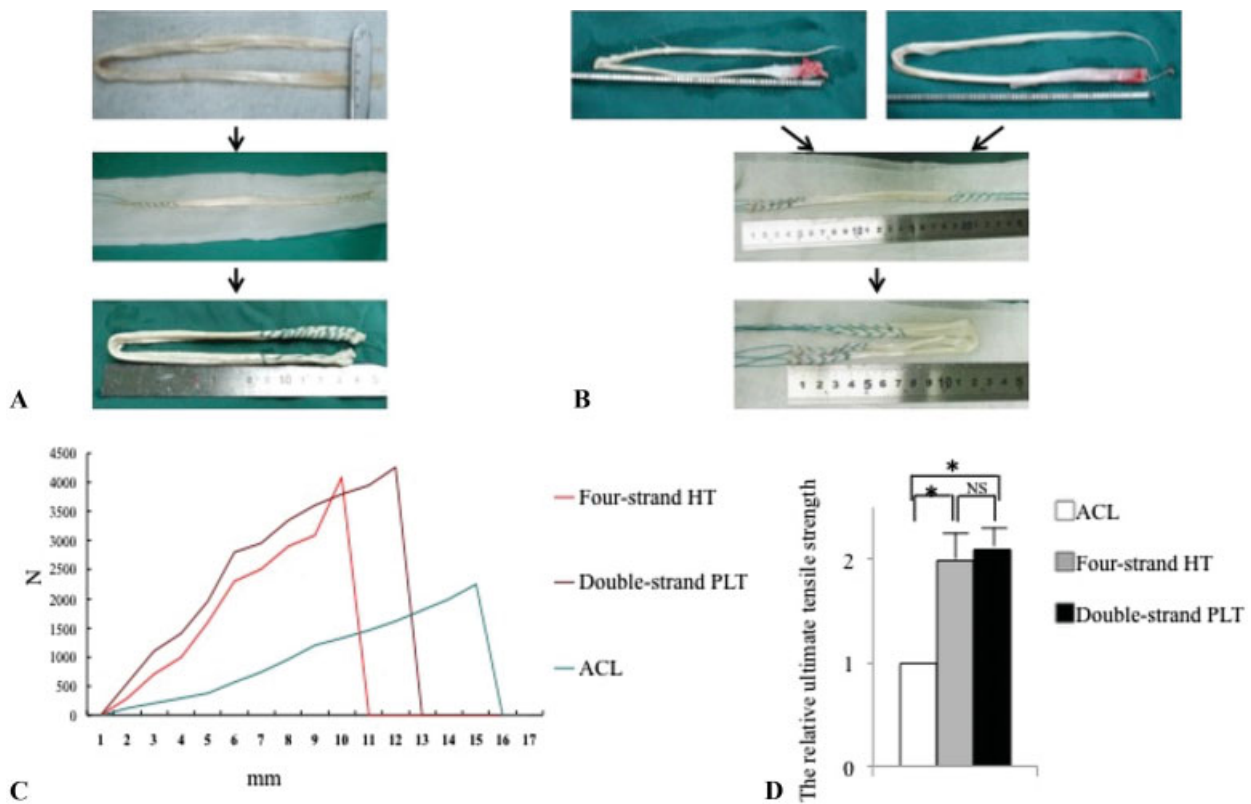 A
B
4500
4000
3500
3000
2500
2000
1500
1000
500
0
N
1 2 3 4 5 6 7 8 9 10 11 12 13 14 15 16 17
mm
Four-strand HT
Double-strand PLT
ACL
C
The relative ultimate tensile strength
2
1
0
*
* NS
ACL
Four-strand HT
Double-strand PLT
D